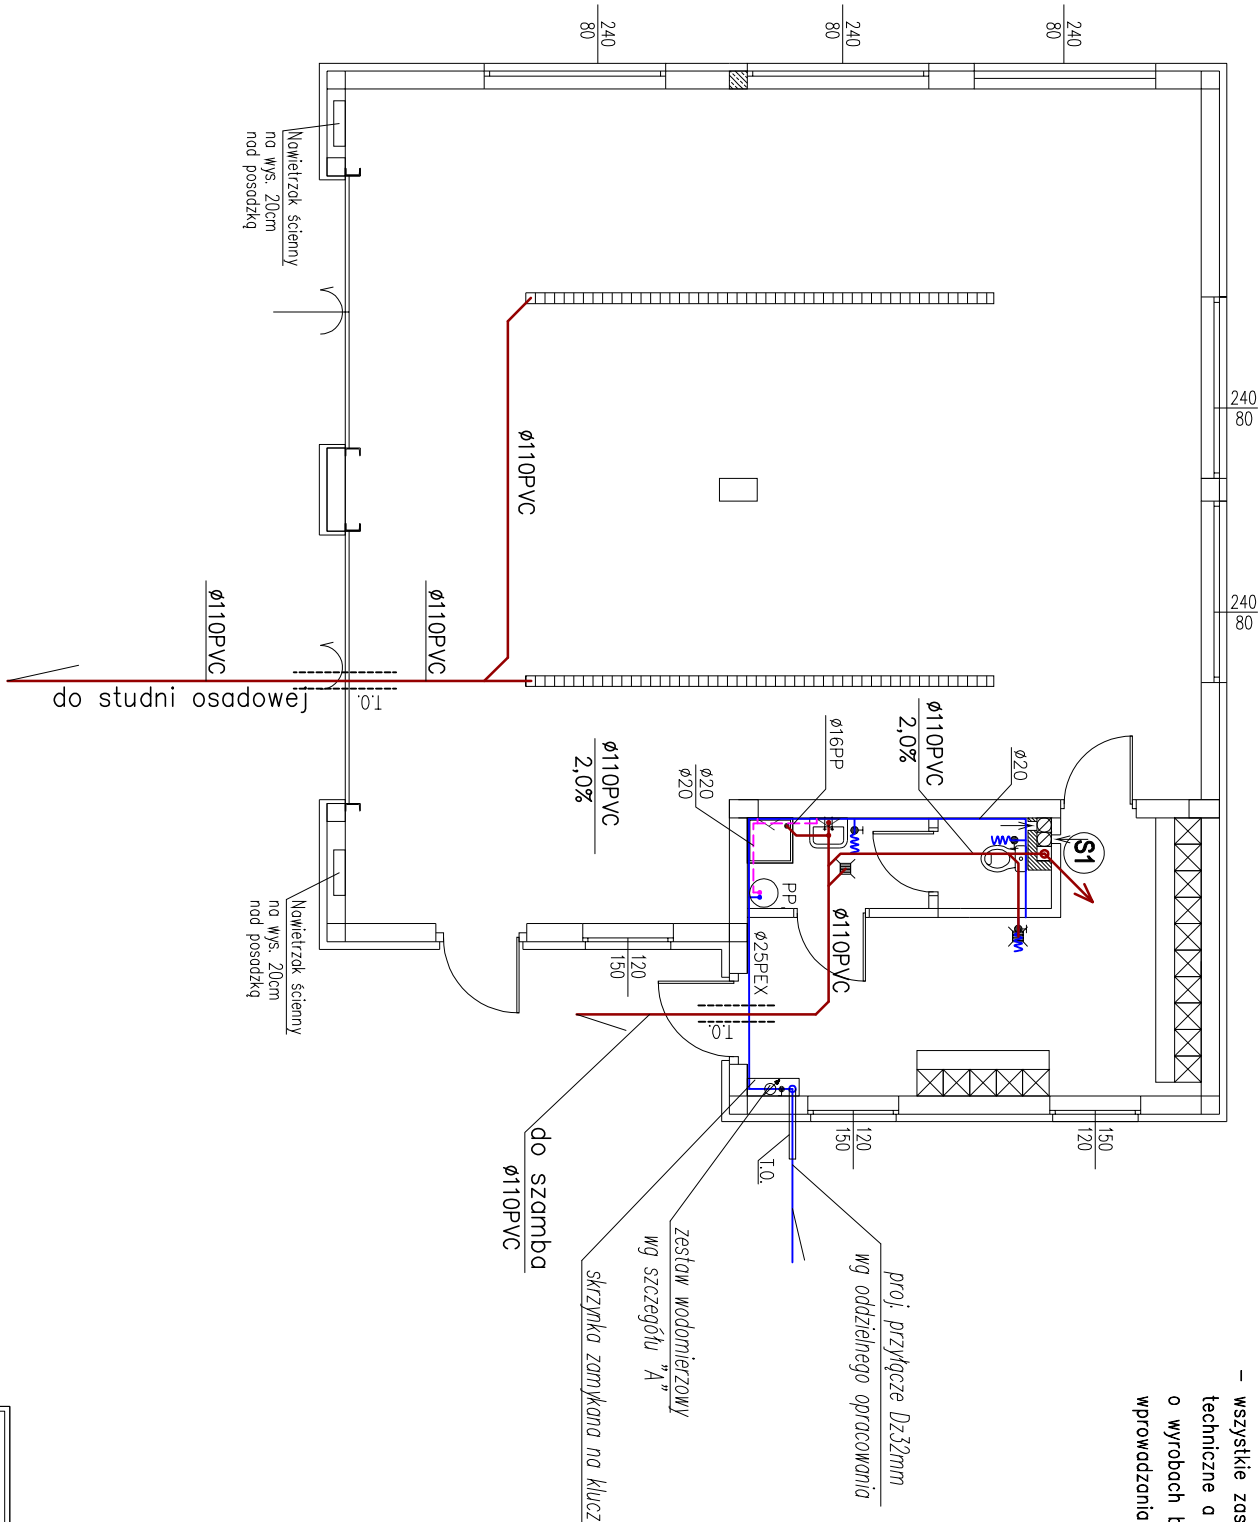 240
80
240
80
240
80
240
80
240
80
Nawietrzak ścienny
na wys. 20cm
nad posadzką
ø110PVC
ø110PVC
ø110PVC
do studni osadowej
T.O.
ø110PVC
2,0%
ø20
ø20
ø16PP
ø110PVC
2,0%
ø20
S1
PP
ø110PVC
ø25PEX
T.O.
120
150
Nawietrzak ścienny
na wys. 20cm
nad posadzką
120
150
150
120
T.O.
do szamba
ø110PVC
proj. przyłącze Dz32mm
wg oddzielnego opracowania
zestaw wodomierzowy
wg szczegółu "A"
skrzynka zamykana na klucz
- wszystkie zas
techniczne a
o wyrobach b
wprowadzania